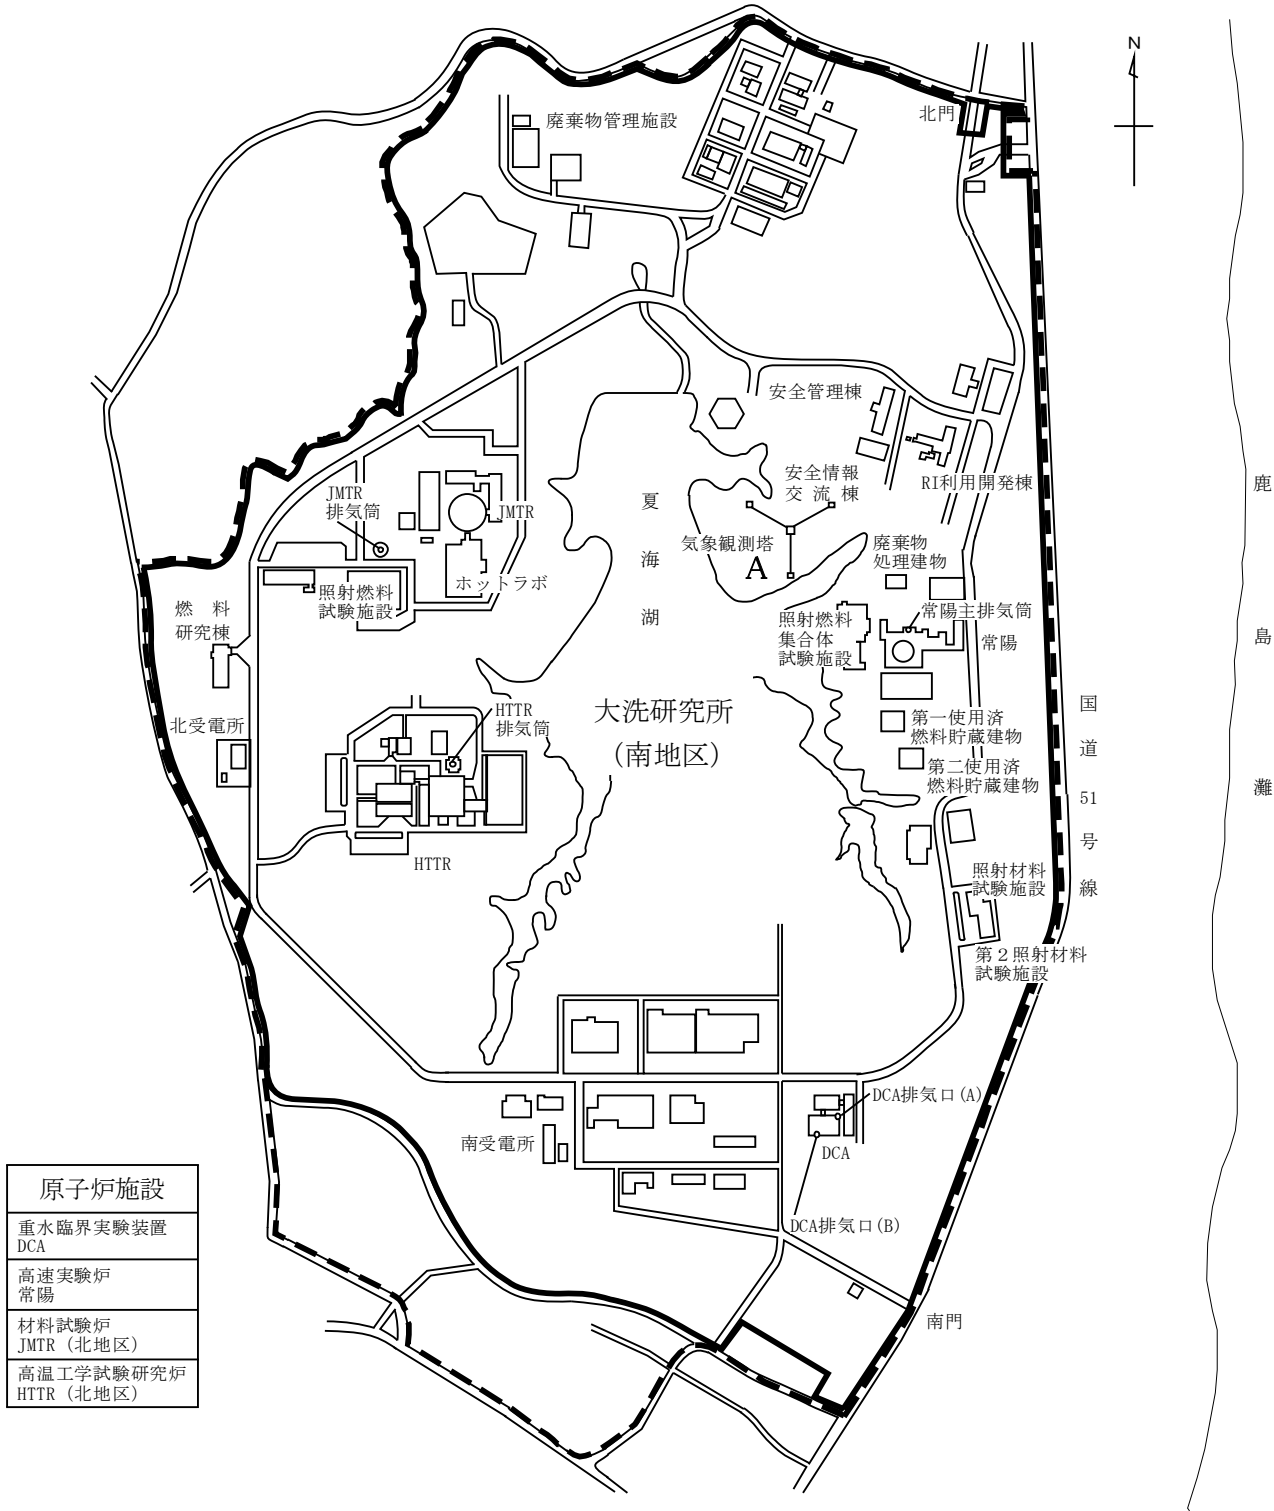 N
北門
廃棄物管理施設
安全管理棟
安全情報
交流棟
RI利用開発棟
JMTR
排気筒
JMTR
夏
海
湖
気象観測塔
A
廃棄物
処理建物
ホットラボ
照射燃料
試験施設
燃 料
研究棟
照射燃料
集合体
試験施設
常陽主排気筒
常陽
鹿
島
灘
北受電所
HTTR
排気筒
大洗研究所
(南地区)
第一使用済
燃料貯蔵建物
第二使用済
燃料貯蔵建物
国
道
51
号
線
HTTR
照射材料
試験施設
第2照射材料
試験施設
DCA排気口(A)
南受電所
DCA
DCA排気口(B)
南門
原子炉施設
重水臨界実験装置
DCA
高速実験炉
常陽
材料試験炉
JMTR (北地区)
高温工学試験研究炉
HTTR (北地区)